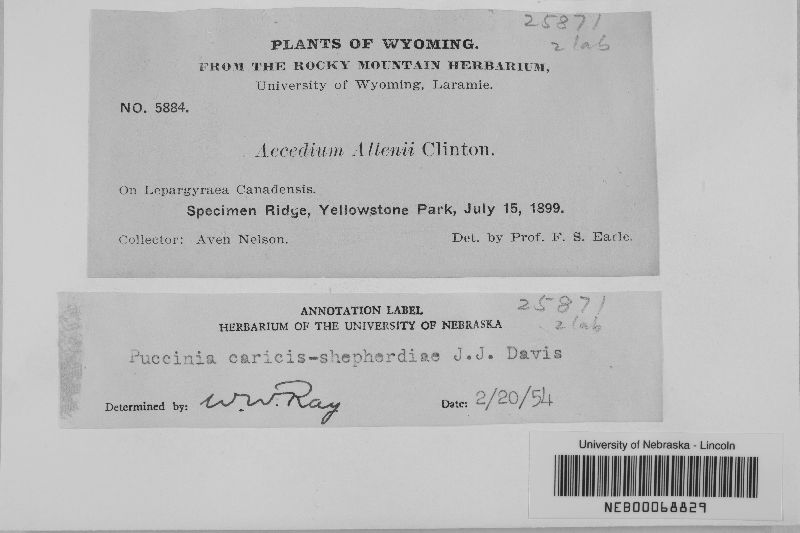 25871
2 lab
PLANTS OF WYOMING.
FROM THE ROCKY MOUNTAIN HERBARIUM,
University of Wyoming, Laramie.
NO. 5884.
Accedium Allenii Clinton.
On Lepargyraea Canadensis.
Specimen Ridge, Yellowstone Park, July 15, 1899.
Collector: Aven Nelson. Det. by Prof. F. S. Earle.
ANNOTATION LABEL
25871
HERBARIUM OF THE UNIVERSITY OF NEBRASKA
2 lab
Puccinia caricis-shepherdiae J.J. Davis
Determined by: W.W. Ray Date: 2/20/54
University of Nebraska - Lincoln
NEB00068829